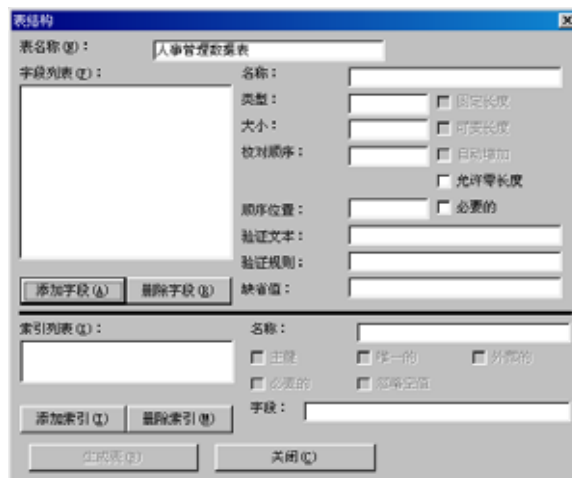 表结构
表名称(N)： 人事管理数据表
字段列表(F)： 名称：
类型： 固定长度
大小： 可变长度
校对顺序： 自动增加
允许零长度
顺序位置： 必要的
验证文本：
验证规则：
添加字段(A) 删除字段(R) 缺省值：
索引列表(X)： 名称：
主键 唯一的 外部的
必要的 忽略空值
添加索引(I) 删除索引(M) 字段：
生成表(B) 关闭(C)